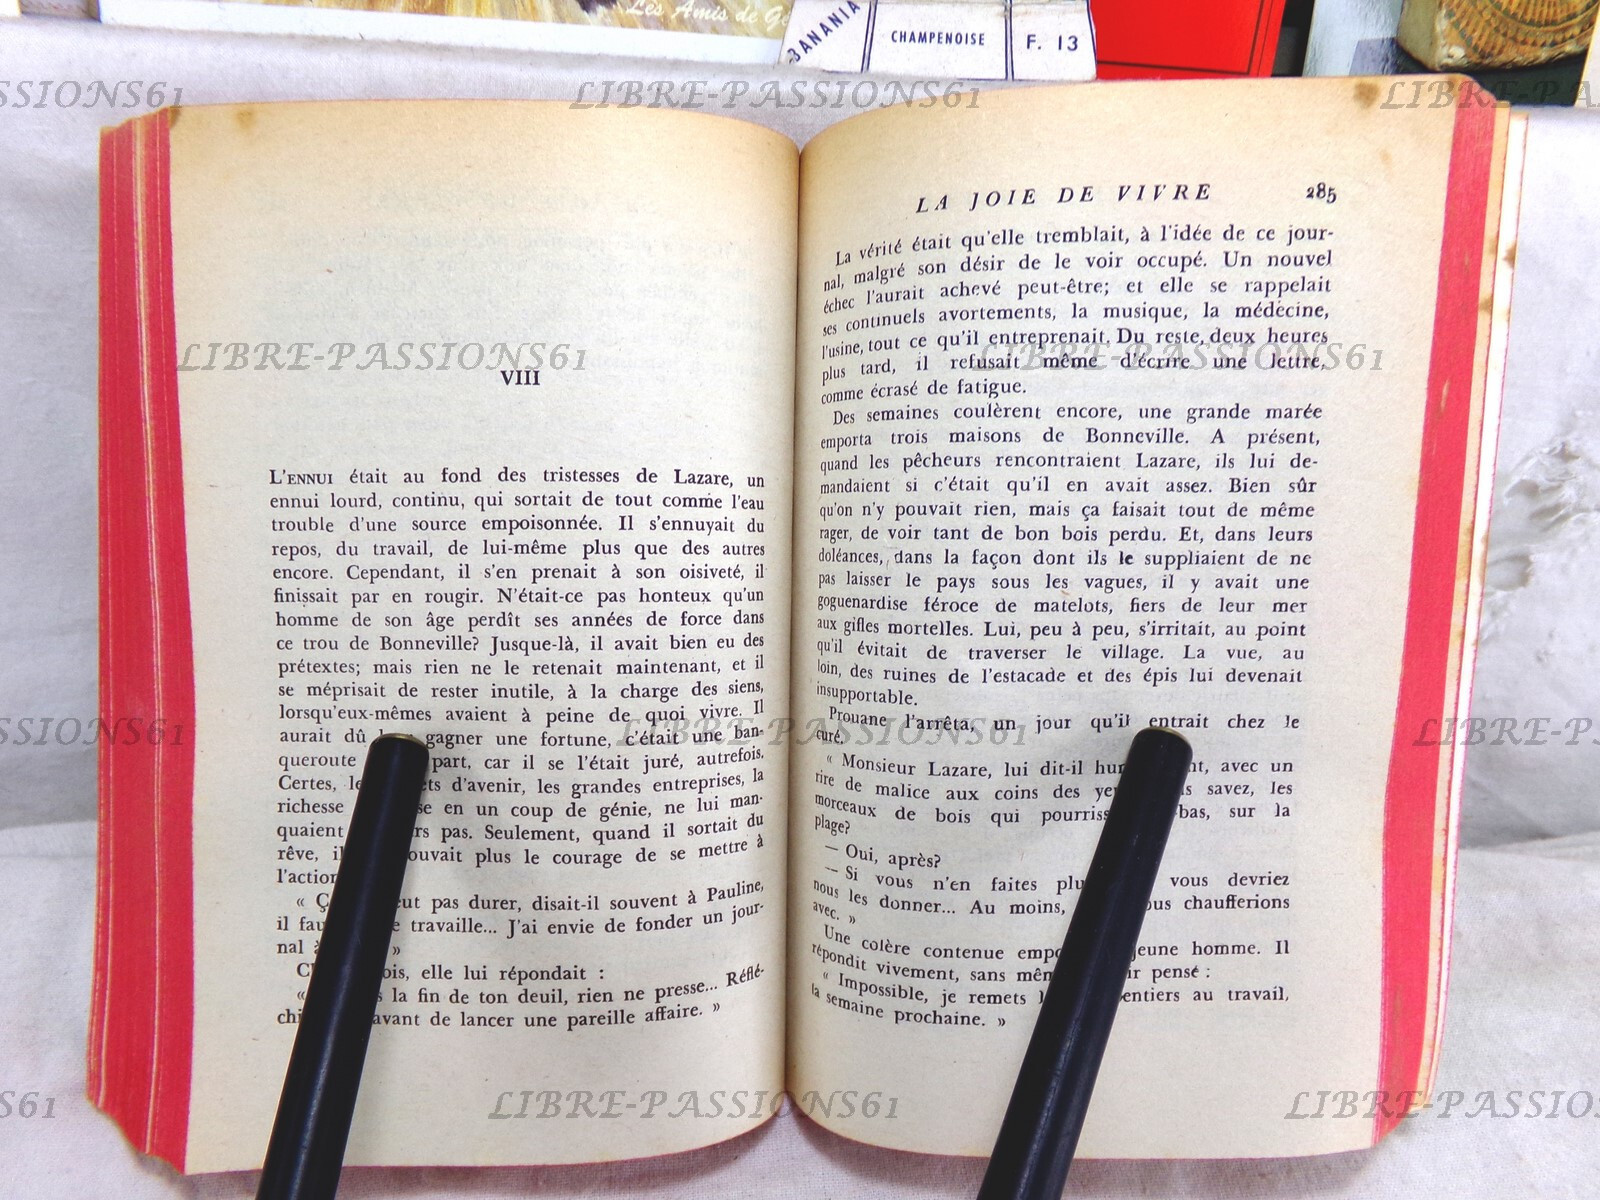 Les Amis de
BANANIA
CHAMPENOISE
F. 13
LIBRE-PASSIONS61
VIII
L'ENNUI était au fond des tristesses de Lazare, un
ennui lourd, continu, qui sortait de tout comme l'eau
trouble d'une source empoisonnée. Il s'ennuyait du
repos, du travail, de lui-même plus que des autres
encore. Cependant, il s'en prenait à son oisiveté, il
finissait par en rougir. N'était-ce pas honteux qu'un
homme de son âge perdît ses années de force dans
ce trou de Bonneville? Jusque-là, il avait bien eu des
prétextes; mais rien ne le retenait maintenant, et il
se méprisait de rester inutile, à la charge des siens,
lorsqu'eux-mêmes avaient à peine de quoi vivre. Il
aurait dû gagner une fortune, c'était une ban-
queroute part, car il se l'était juré, autrefois.
Certes, d'avenir, les grandes entreprises, la
richesse en un coup de génie, ne lui man-
quaient pas. Seulement, quand il sortait du
rêve, plus le courage de se mettre à
l'action
« pas durer, disait-il souvent à Pauline,
il travaille... J'ai envie de fonder un jour-
nal »
elle lui répondait :
« la fin de ton deuil, rien ne presse... Réflé-
avant de lancer une pareille affaire. »
LA JOIE DE VIVRE 285
La vérité était qu'elle tremblait, à l'idée de ce jour-
nal, malgré son désir de le voir occupé. Un nouvel
échec l'aurait achevé peut-être; et elle se rappelait
ses continuels avortements, la musique, la médecine,
l'usine, tout ce qu'il entreprenait. Du reste, deux heures
plus tard, il refusait même d'écrire une lettre,
comme écrasé de fatigue.
Des semaines coulèrent encore, une grande marée
emporta trois maisons de Bonneville. A présent,
quand les pêcheurs rencontraient Lazare, ils lui de-
mandaient si c'était qu'il en avait assez. Bien sûr
qu'on n'y pouvait rien, mais ça faisait tout de même
rager, de voir tant de bon bois perdu. Et, dans leurs
doléances, dans la façon dont ils le suppliaient de ne
pas laisser le pays sous les vagues, il y avait une
goguenardise féroce de matelots, fiers de leur mer
aux gifles mortelles. Lui, peu à peu, s'irritait, au point
qu'il évitait de traverser le village. La vue, au
loin, des ruines de l'estacade et des épis lui devenait
insupportable.
Prouane l'arrêta, un jour qu'il entrait chez le
curé.
« Monsieur Lazare, lui dit-il avec un
rire de malice aux coins des savez, les
morceaux de bois qui sur la
plage?
— Oui, après?
— Si vous n'en faites vous devriez
nous les donner... Au moins, chaufferions
avec. »
Une colère contenue jeune homme. Il
répondit vivement, sans pensé :
« Impossible, je remets au travail,
la semaine prochaine. »